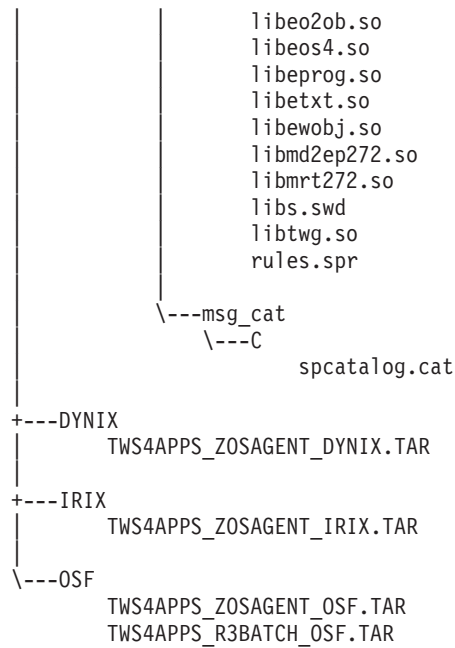 |               |       libeo2ob.so
|               |       libeos4.so
|               |       libeprog.so
|               |       libetxt.so
|               |       libewobj.so
|               |       libmd2ep272.so
|               |       libmrt272.so
|               |       libs.swd
|               |       libtwg.so
|               |       rules.spr
|               |
|               \---msg_cat
|                   \---C
|                           spcatalog.cat
|
+---DYNIX
|       TWS4APPS_ZOSAGENT_DYNIX.TAR
|
+---IRIX
|       TWS4APPS_ZOSAGENT_IRIX.TAR
|
\---OSF
        TWS4APPS_ZOSAGENT_OSF.TAR
        TWS4APPS_R3BATCH_OSF.TAR